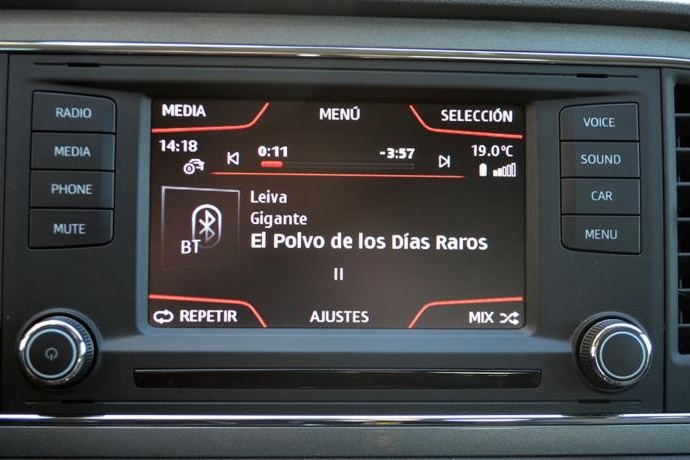 RADIO
MEDIA
PHONE
MUTE
MEDIA
MENÚ
SELECCIÓN
14:18
0:11
-3:57
19.0°C
Leiva
Gigante
El Polvo de los Días Raros
BT
REPETIR
AJUSTES
MIX
VOICE
SOUND
CAR
MENU